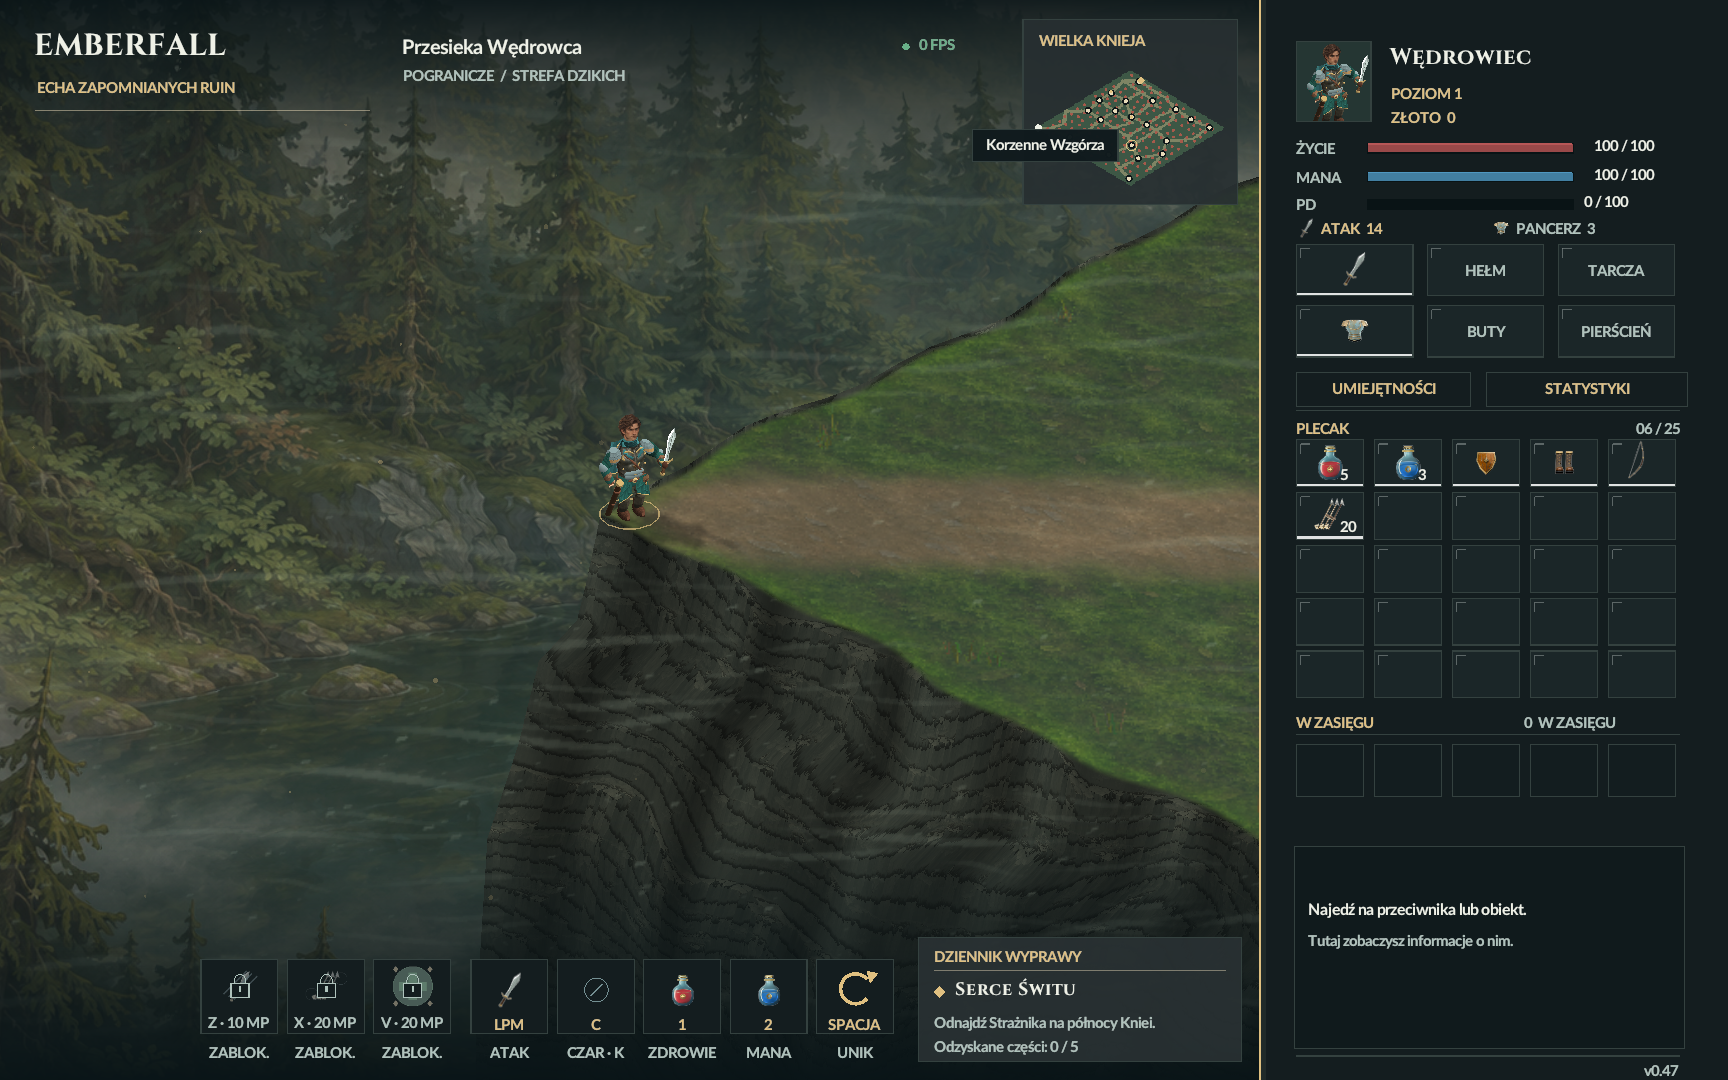 EMBERFALL
ECHA ZAPOMNIANYCH RUIN
Przesieka Wędrowca
POGRANICZE / STREFA DZIKICH
0 FPS
WIELKA KNIEJA
Korzenne Wzgórza
WĘDROWIEC
POZIOM 1
ZŁOTO 0
ŻYCIE 100 / 100
MANA 100 / 100
PD 0 / 100
ATAK 14 PANCERZ 3
HEŁM TARCZA
BUTY PIERŚCIEŃ
UMIEJĘTNOŚCI STATYSTYKI
PLECAK 06 / 25
5 3
20
W ZASIĘGU 0 W ZASIĘGU
Najedź na przeciwnika lub obiekt.
Tutaj zobaczysz informacje o nim.
v0.47
DZIENNIK WYPRAWY
SERCE ŚWITU
Odnajdź Strażnika na północy Kniei.
Odzyskane części: 0 / 5
Z · 10 MP X · 20 MP V · 20 MP LPM C 1 2 SPACJA
ZABLOK. ZABLOK. ZABLOK. ATAK CZAR · K ZDROWIE MANA UNIK